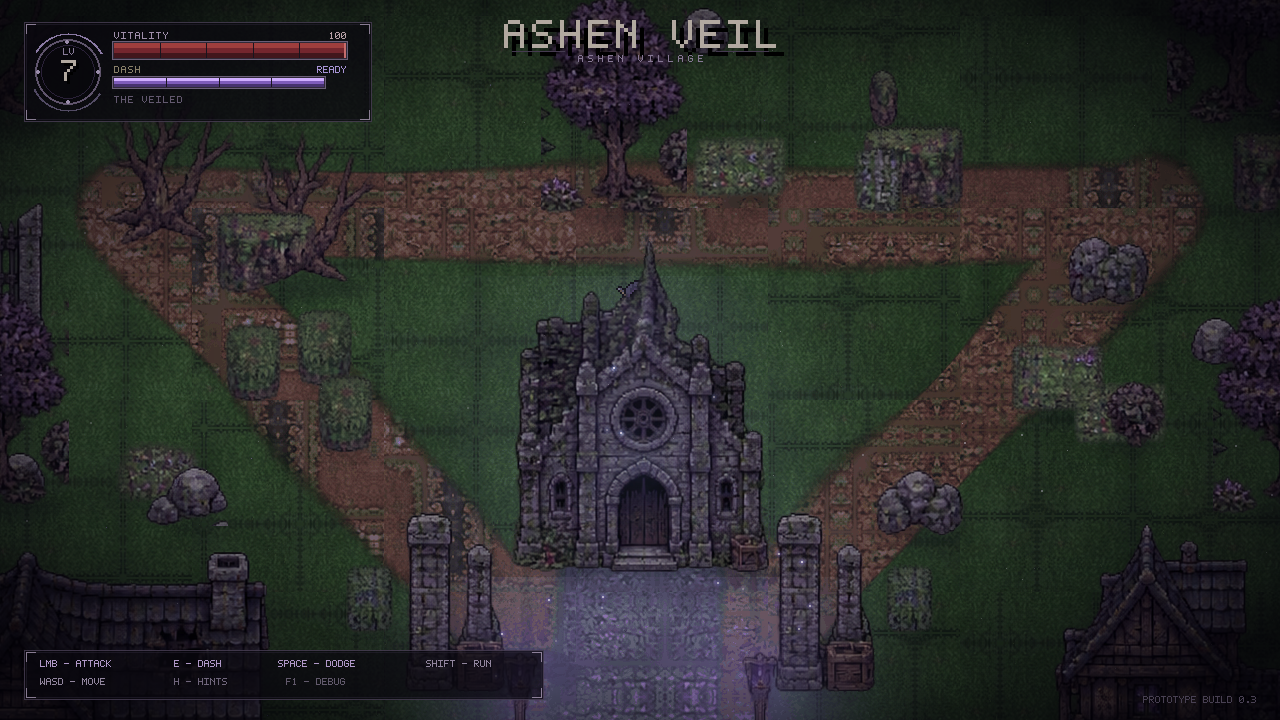 ASHEN VEIL
ASHEN VILLAGE
VITALITY 100
LV
7
DASH READY
THE VEILED
LMB - ATTACK E - DASH SPACE - DODGE SHIFT - RUN
WASD - MOVE H - HINTS F1 - DEBUG
PROTOTYPE BUILD 0.3